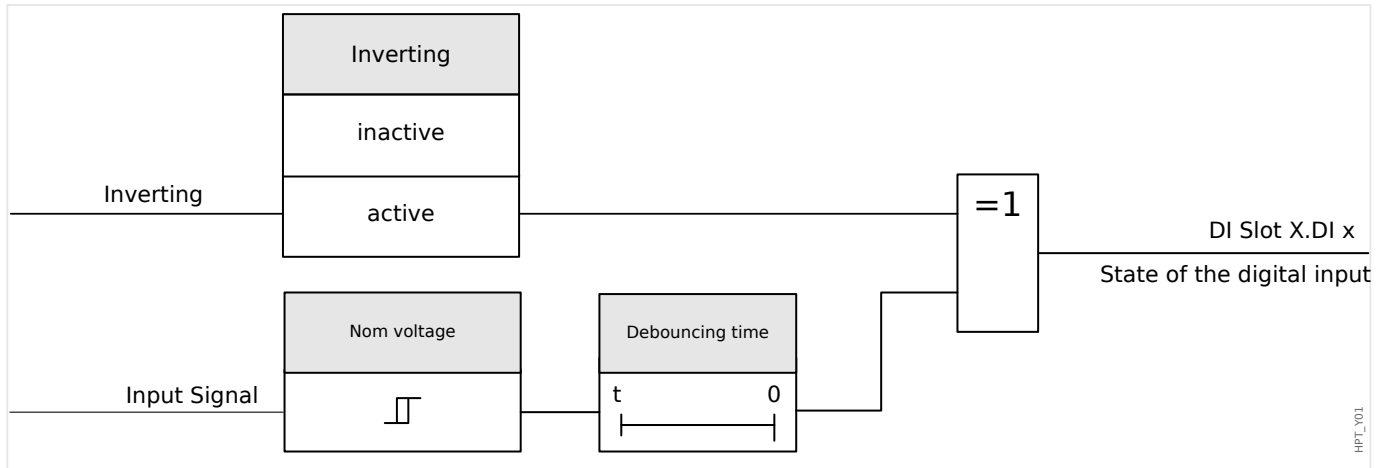 Inverting
inactive
Inverting
active
=1
DI Slot X.DI x
State of the digital input
Nom voltage
Debouncing time
Input Signal
t 0
HPT_Y01